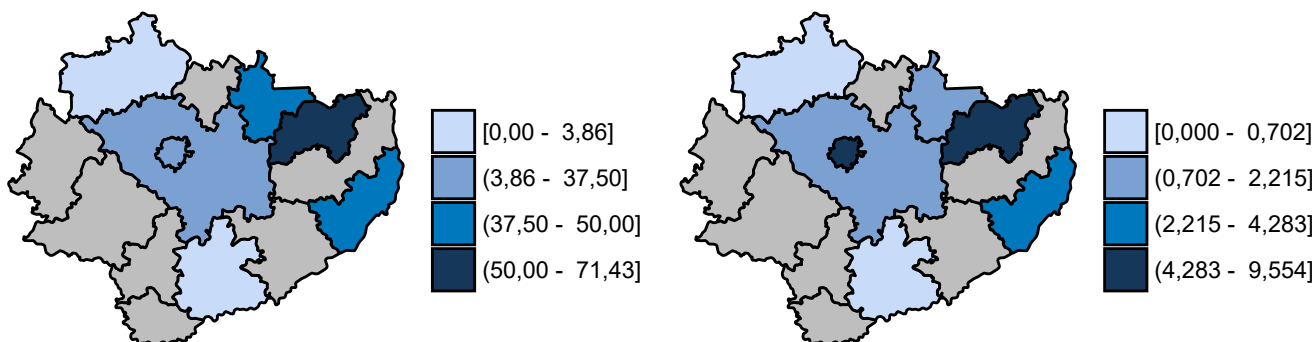 [0,00 - 3,86]
(3,86 - 37,50]
(37,50 - 50,00]
(50,00 - 71,43]
[0,000 - 0,702]
(0,702 - 2,215]
(2,215 - 4,283]
(4,283 - 9,554]